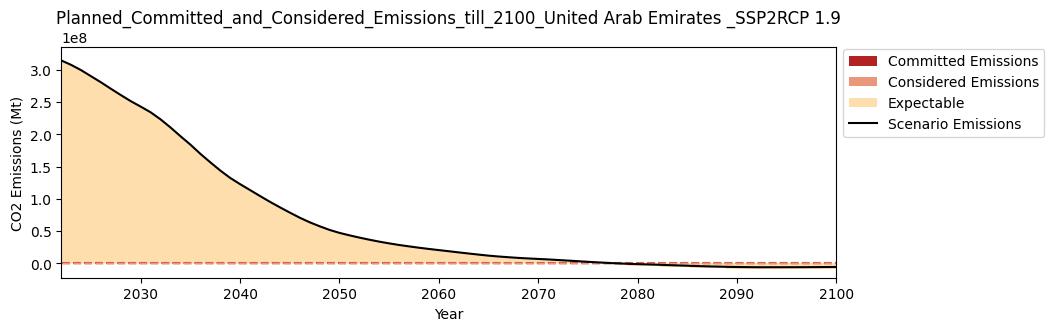 Planned_Committed_and_Considered_Emissions_till_2100_United Arab Emirates _SSP2RCP 1.9
1e8
3.0
2.5
2.0
1.5
1.0
0.5
0.0
CO2 Emissions (Mt)
2030 2040 2050 2060 2070 2080 2090 2100
Year
Committed Emissions
Considered Emissions
Expectable
Scenario Emissions